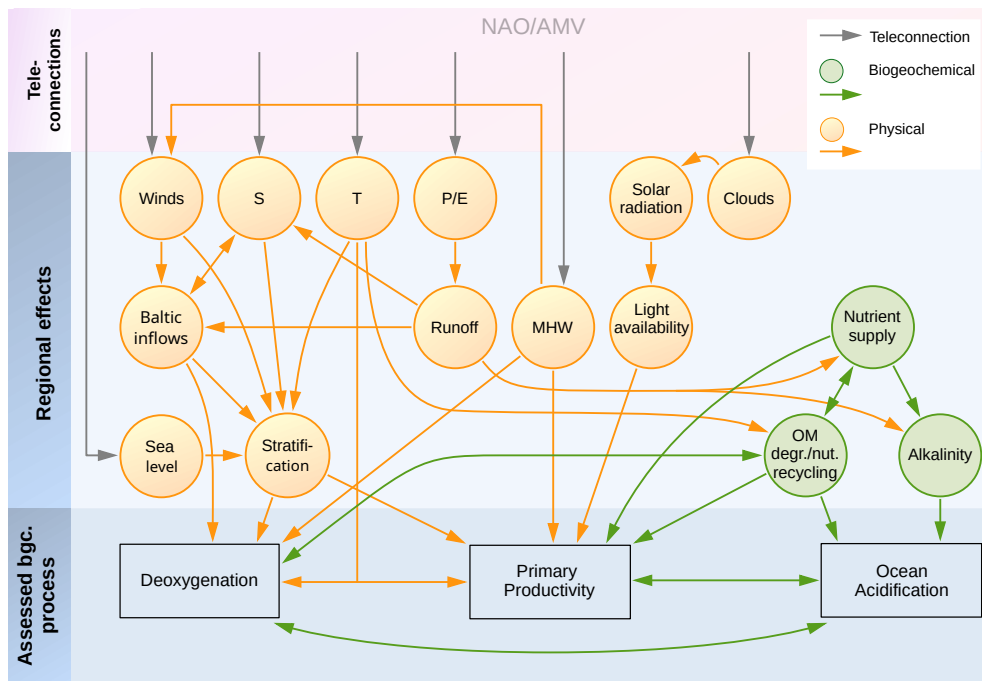 NAO/AMV
Tele-
connections
Teleconnection
Biogeochemical
Physical
Regional effects
Winds
S
T
P/E
Solar
radiation
Clouds
Baltic
inflows
Runoff
MHW
Light
availability
Nutrient
supply
Sea
level
Stratifi-
cation
OM
degr./nut.
recycling
Alkalinity
Assessed bgc.
process
Deoxygenation
Primary
Productivity
Ocean
Acidification